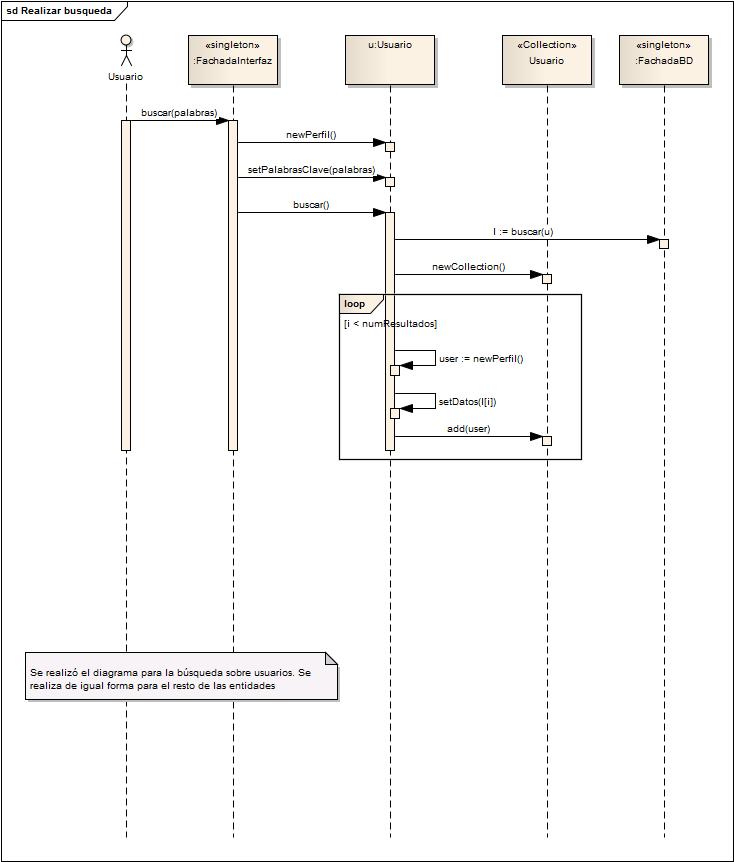 sd Realizar busqueda
Usuario
«singleton»
:FachadaInterfaz
u:Usuario
«Collection»
Usuario
«singleton»
:FachadaBD
buscar(palabras)
newPerfil()
setPalabrasClave(palabras)
buscar()
l := buscar(u)
newCollection()
loop
[i < numResultados]
user := newPerfil()
setDatos(l[i])
add(user)
Se realizó el diagrama para la búsqueda sobre usuarios. Se
realiza de igual forma para el resto de las entidades